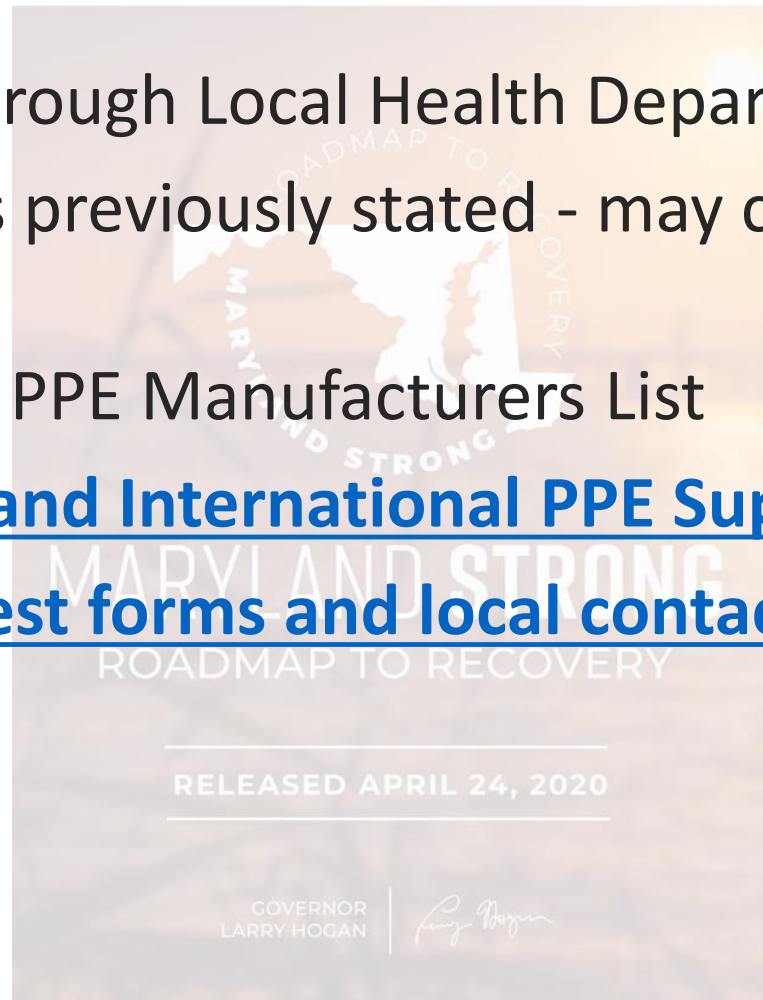 rough Local Health Depar
s previously stated - may c
PPE Manufacturers List
and International PPE Sup
est forms and local contac
ROADMAP TO RECOVERY
MARYLAND STRONG
MARYLAND STRONG
ROADMAP TO RECOVERY
RELEASED APRIL 24, 2020
GOVERNOR
LARRY HOGAN